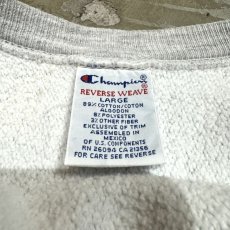 Champion
REVERSE WEAVE®
LARGE
89% COTTON/COTTON
ALGODON
8% POLYESTER
3% OTHER FIBER
EXCLUSIVE OF TRIM
ASSEMBLED IN
MEXICO
OF U.S. COMPONENTS
RN 26094 CA 21356
FOR CARE SEE REVERSE